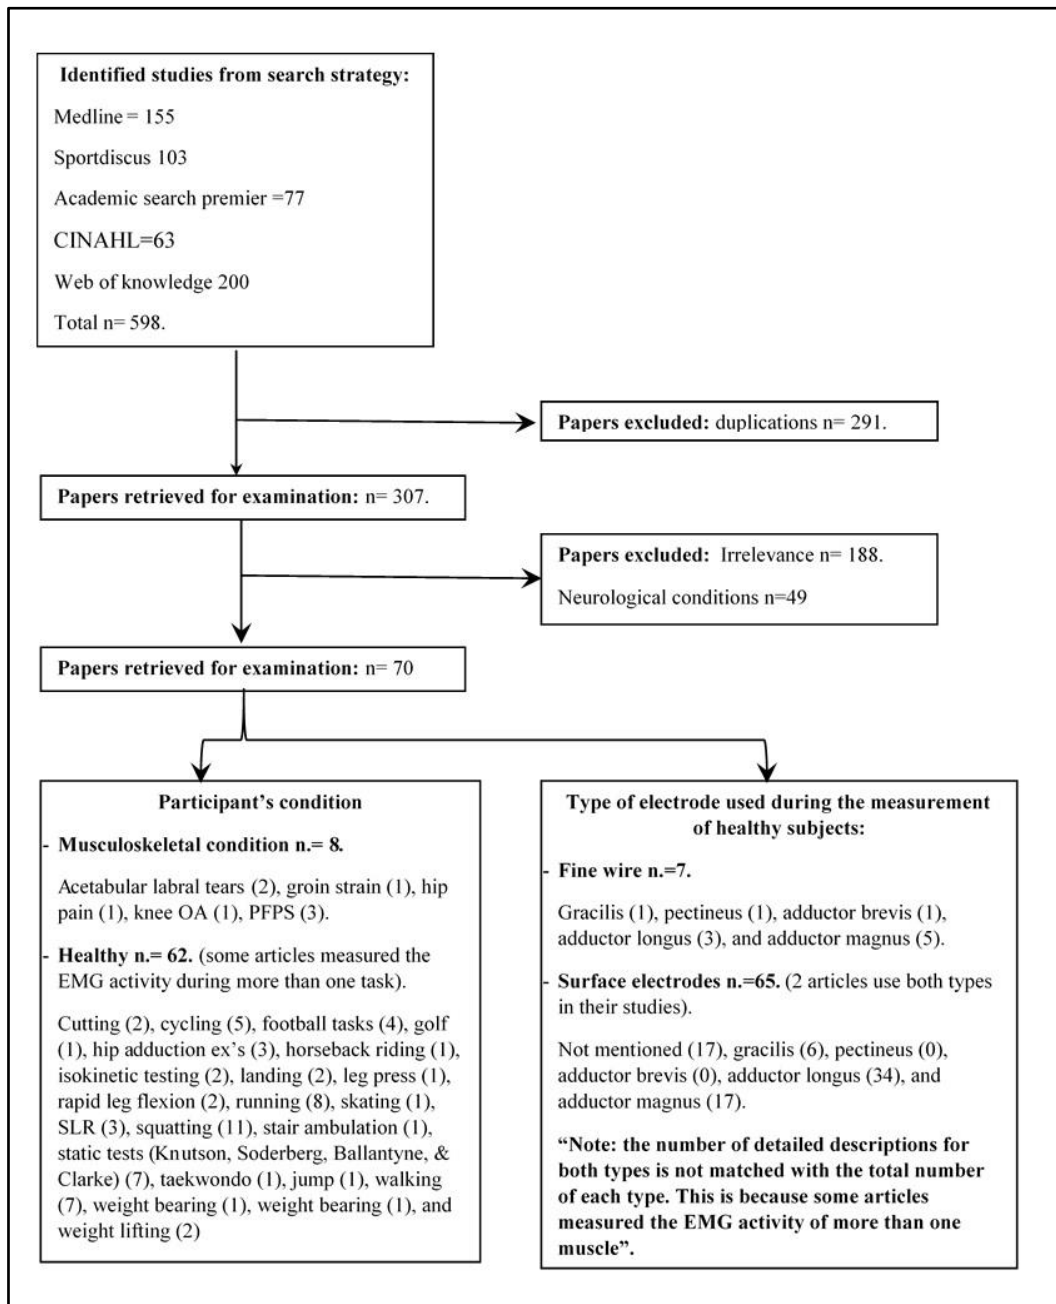 Identified studies from search strategy:
Medline = 155
Sportdiscus 103
Academic search premier =77
CINAHL=63
Web of knowledge 200
Total n= 598.
Papers excluded: duplications n= 291.
Papers retrieved for examination: n= 307.
Papers excluded:  Irrelevance n= 188.
Neurological conditions n=49
Papers retrieved for examination: n= 70
Participant’s condition
- Musculoskeletal condition n.= 8.
Acetabular labral tears (2), groin strain (1), hip
pain (1), knee OA (1), PFPS (3).
- Healthy n.= 62. (some articles measured the
EMG activity during more than one task).
Cutting (2), cycling (5), football tasks (4), golf
(1), hip adduction ex’s (3), horseback riding (1),
isokinetic testing (2), landing (2), leg press (1),
rapid leg flexion (2), running (8), skating (1),
SLR (3), squatting (11), stair ambulation (1),
static tests (Knutson, Soderberg, Ballantyne, &
Clarke) (7), taekwondo (1), jump (1), walking
(7), weight bearing (1), weight bearing (1), and
weight lifting (2)
Type of electrode used during the measurement
of healthy subjects:
- Fine wire n.=7.
Gracilis (1), pectineus (1), adductor brevis (1),
adductor longus (3), and adductor magnus (5).
- Surface electrodes n.=65. (2 articles use both types
in their studies).
Not mentioned (17), gracilis (6), pectineus (0),
adductor brevis (0), adductor longus (34), and
adductor magnus (17).
“Note: the number of detailed descriptions for
both types is not matched with the total number
of each type. This is because some articles
measured the EMG activity of more than one
muscle”.